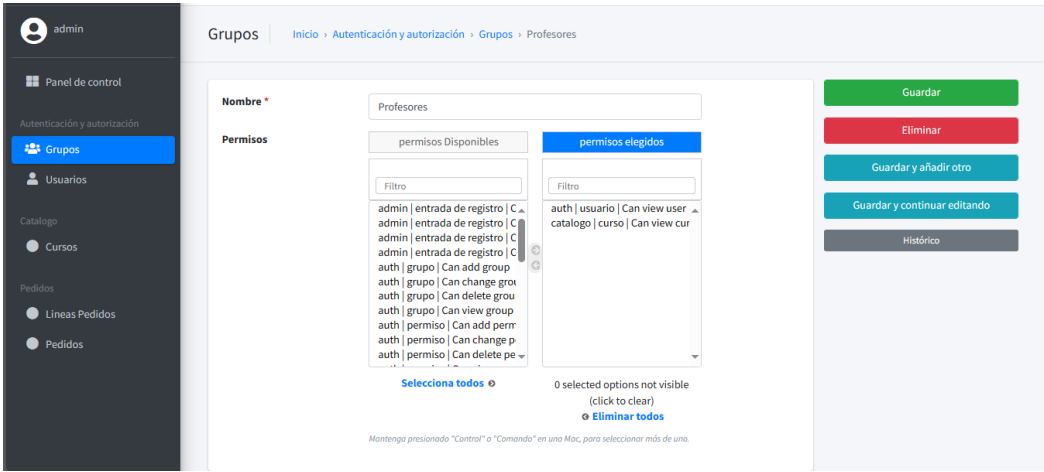 admin
Panel de control
Autenticación y autorización
Grupos
Usuarios
Catalogo
Cursos
Pedidos
Lineas Pedidos
Pedidos
Grupos
Inicio › Autenticación y autorización › Grupos › Profesores
Nombre *
Profesores
Permisos
permisos Disponibles
Filtro
admin | entrada de registro | C
admin | entrada de registro | C
admin | entrada de registro | C
admin | entrada de registro | C
auth | grupo | Can add group
auth | grupo | Can change grou
auth | grupo | Can delete grou
auth | grupo | Can view group
auth | permiso | Can add perm
auth | permiso | Can change p
auth | permiso | Can delete pe
Selecciona todos
permisos elegidos
Filtro
auth | usuario | Can view user
catalogo | curso | Can view cur
0 selected options not visible
(click to clear)
Eliminar todos
Mantenga presionado "Control" o "Comando" en una Mac, para seleccionar más de una.
Guardar
Eliminar
Guardar y añadir otro
Guardar y continuar editando
Histórico